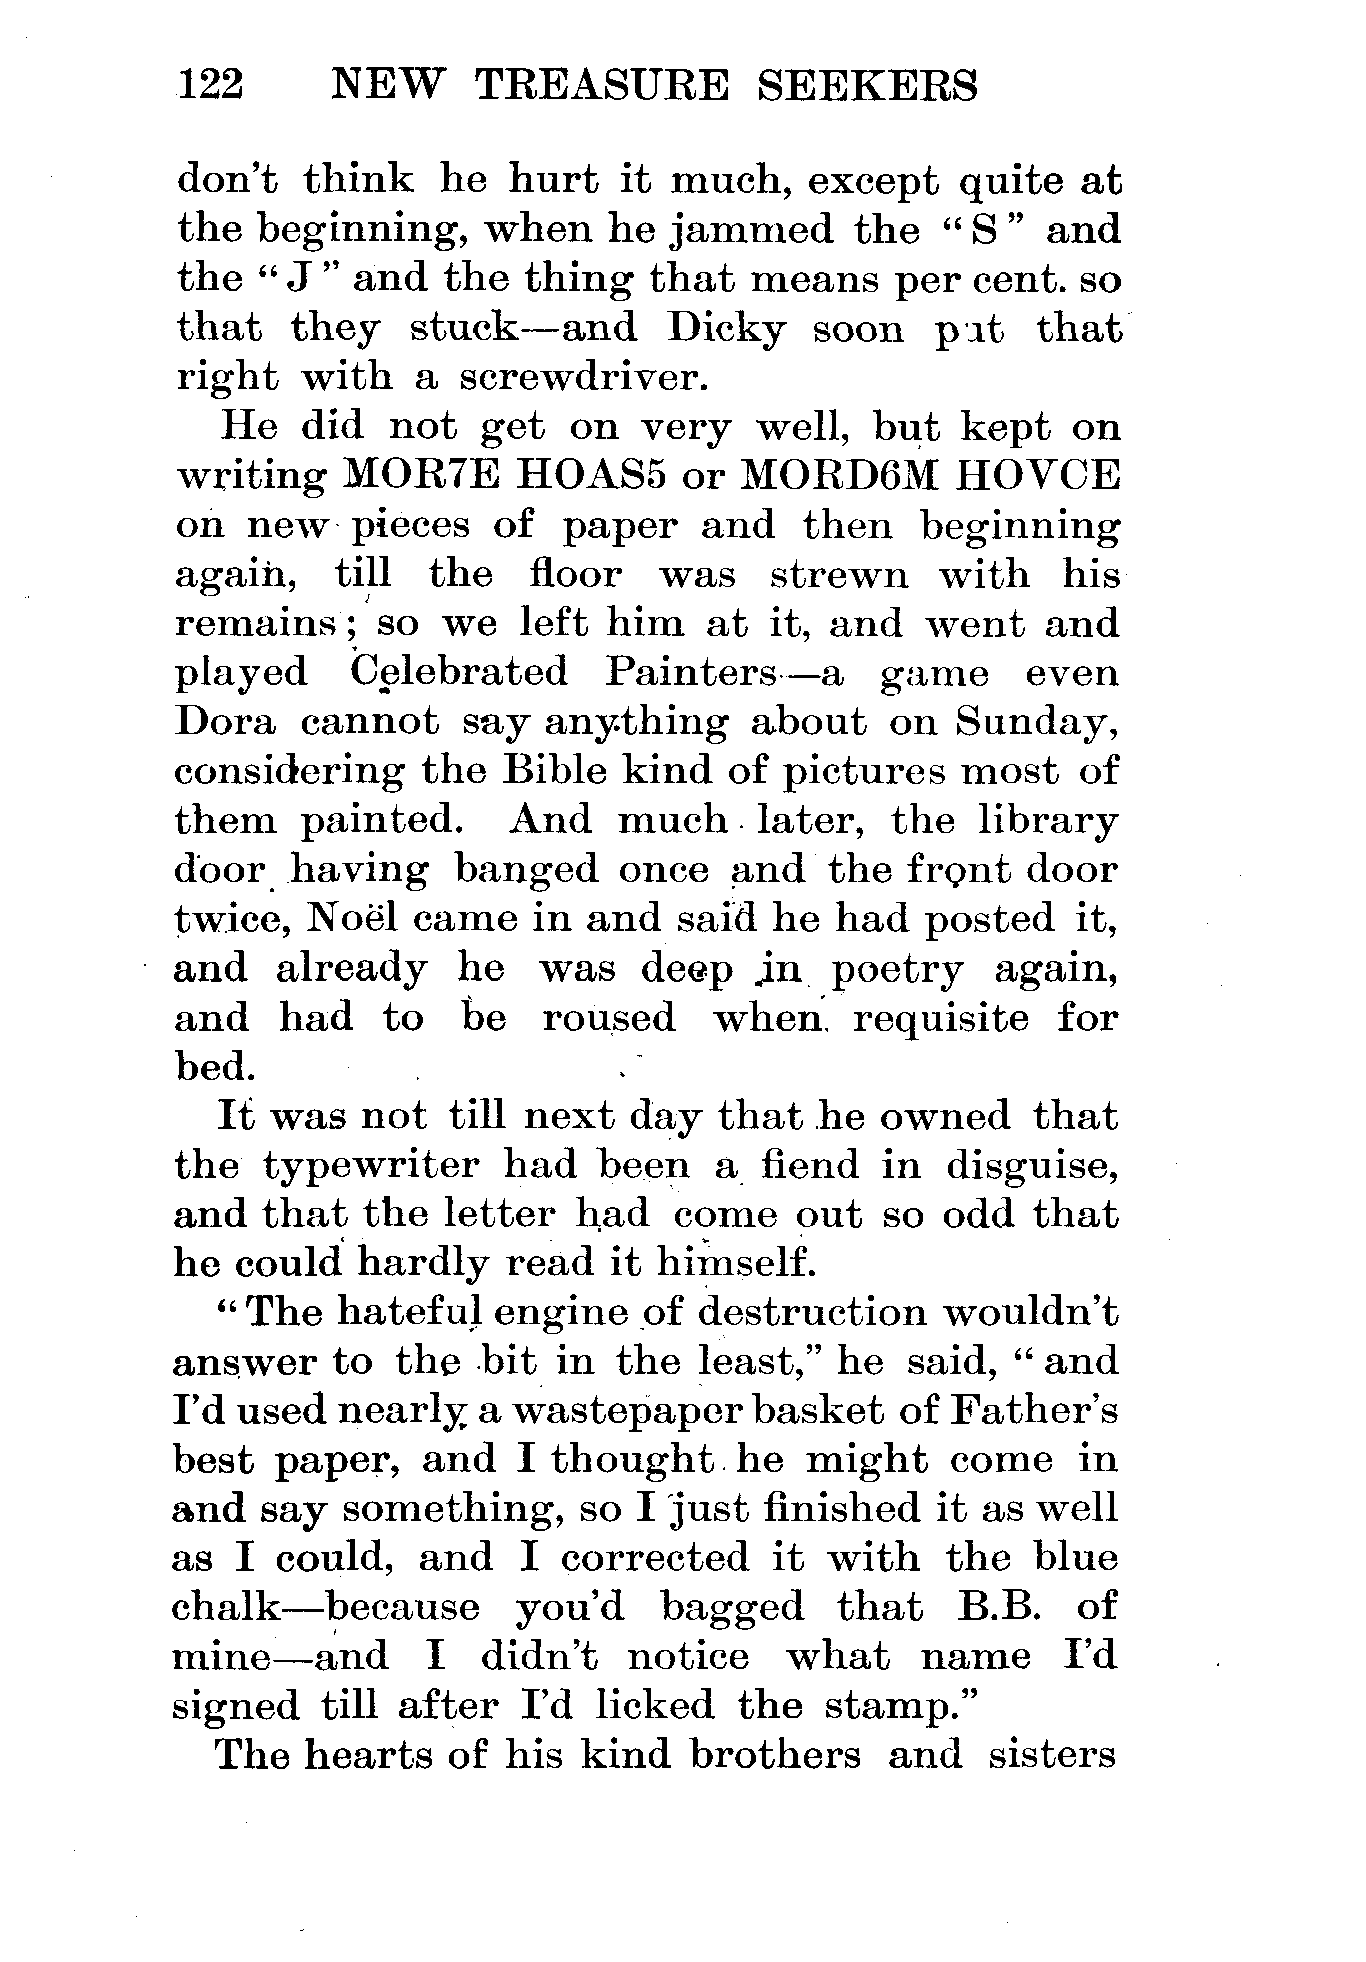 122 NEW TREASURE SEEKERS
don't think he hurt it much, except quite at
the beginning, when he jammed the “S” and
the “J” and the thing that means per cent. so
that they stuck—and Dicky soon put that
right with a screwdriver.
He did not get on very well, but kept on
writing MOR7E HOAS5 or MORD6M HOVCE
on new pieces of paper and then beginning
again, till the floor was strewn with his
remains; so we left him at it, and went and
played Celebrated Painters—a game even
Dora cannot say anything about on Sunday,
considering the Bible kind of pictures most of
them painted. And much later, the library
door having banged once and the front door
twice, Noël came in and said he had posted it,
and already he was deep in poetry again,
and had to be roused when requisite for
bed.
It was not till next day that he owned that
the typewriter had been a fiend in disguise,
and that the letter had come out so odd that
he could hardly read it himself.
“The hateful engine of destruction wouldn't
answer to the bit in the least,” he said, “and
I'd used nearly a wastepaper basket of Father's
best paper, and I thought he might come in
and say something, so I just finished it as well
as I could, and I corrected it with the blue
chalk—because you'd bagged that B.B. of
mine—and I didn't notice what name I'd
signed till after I'd licked the stamp.”
The hearts of his kind brothers and sisters